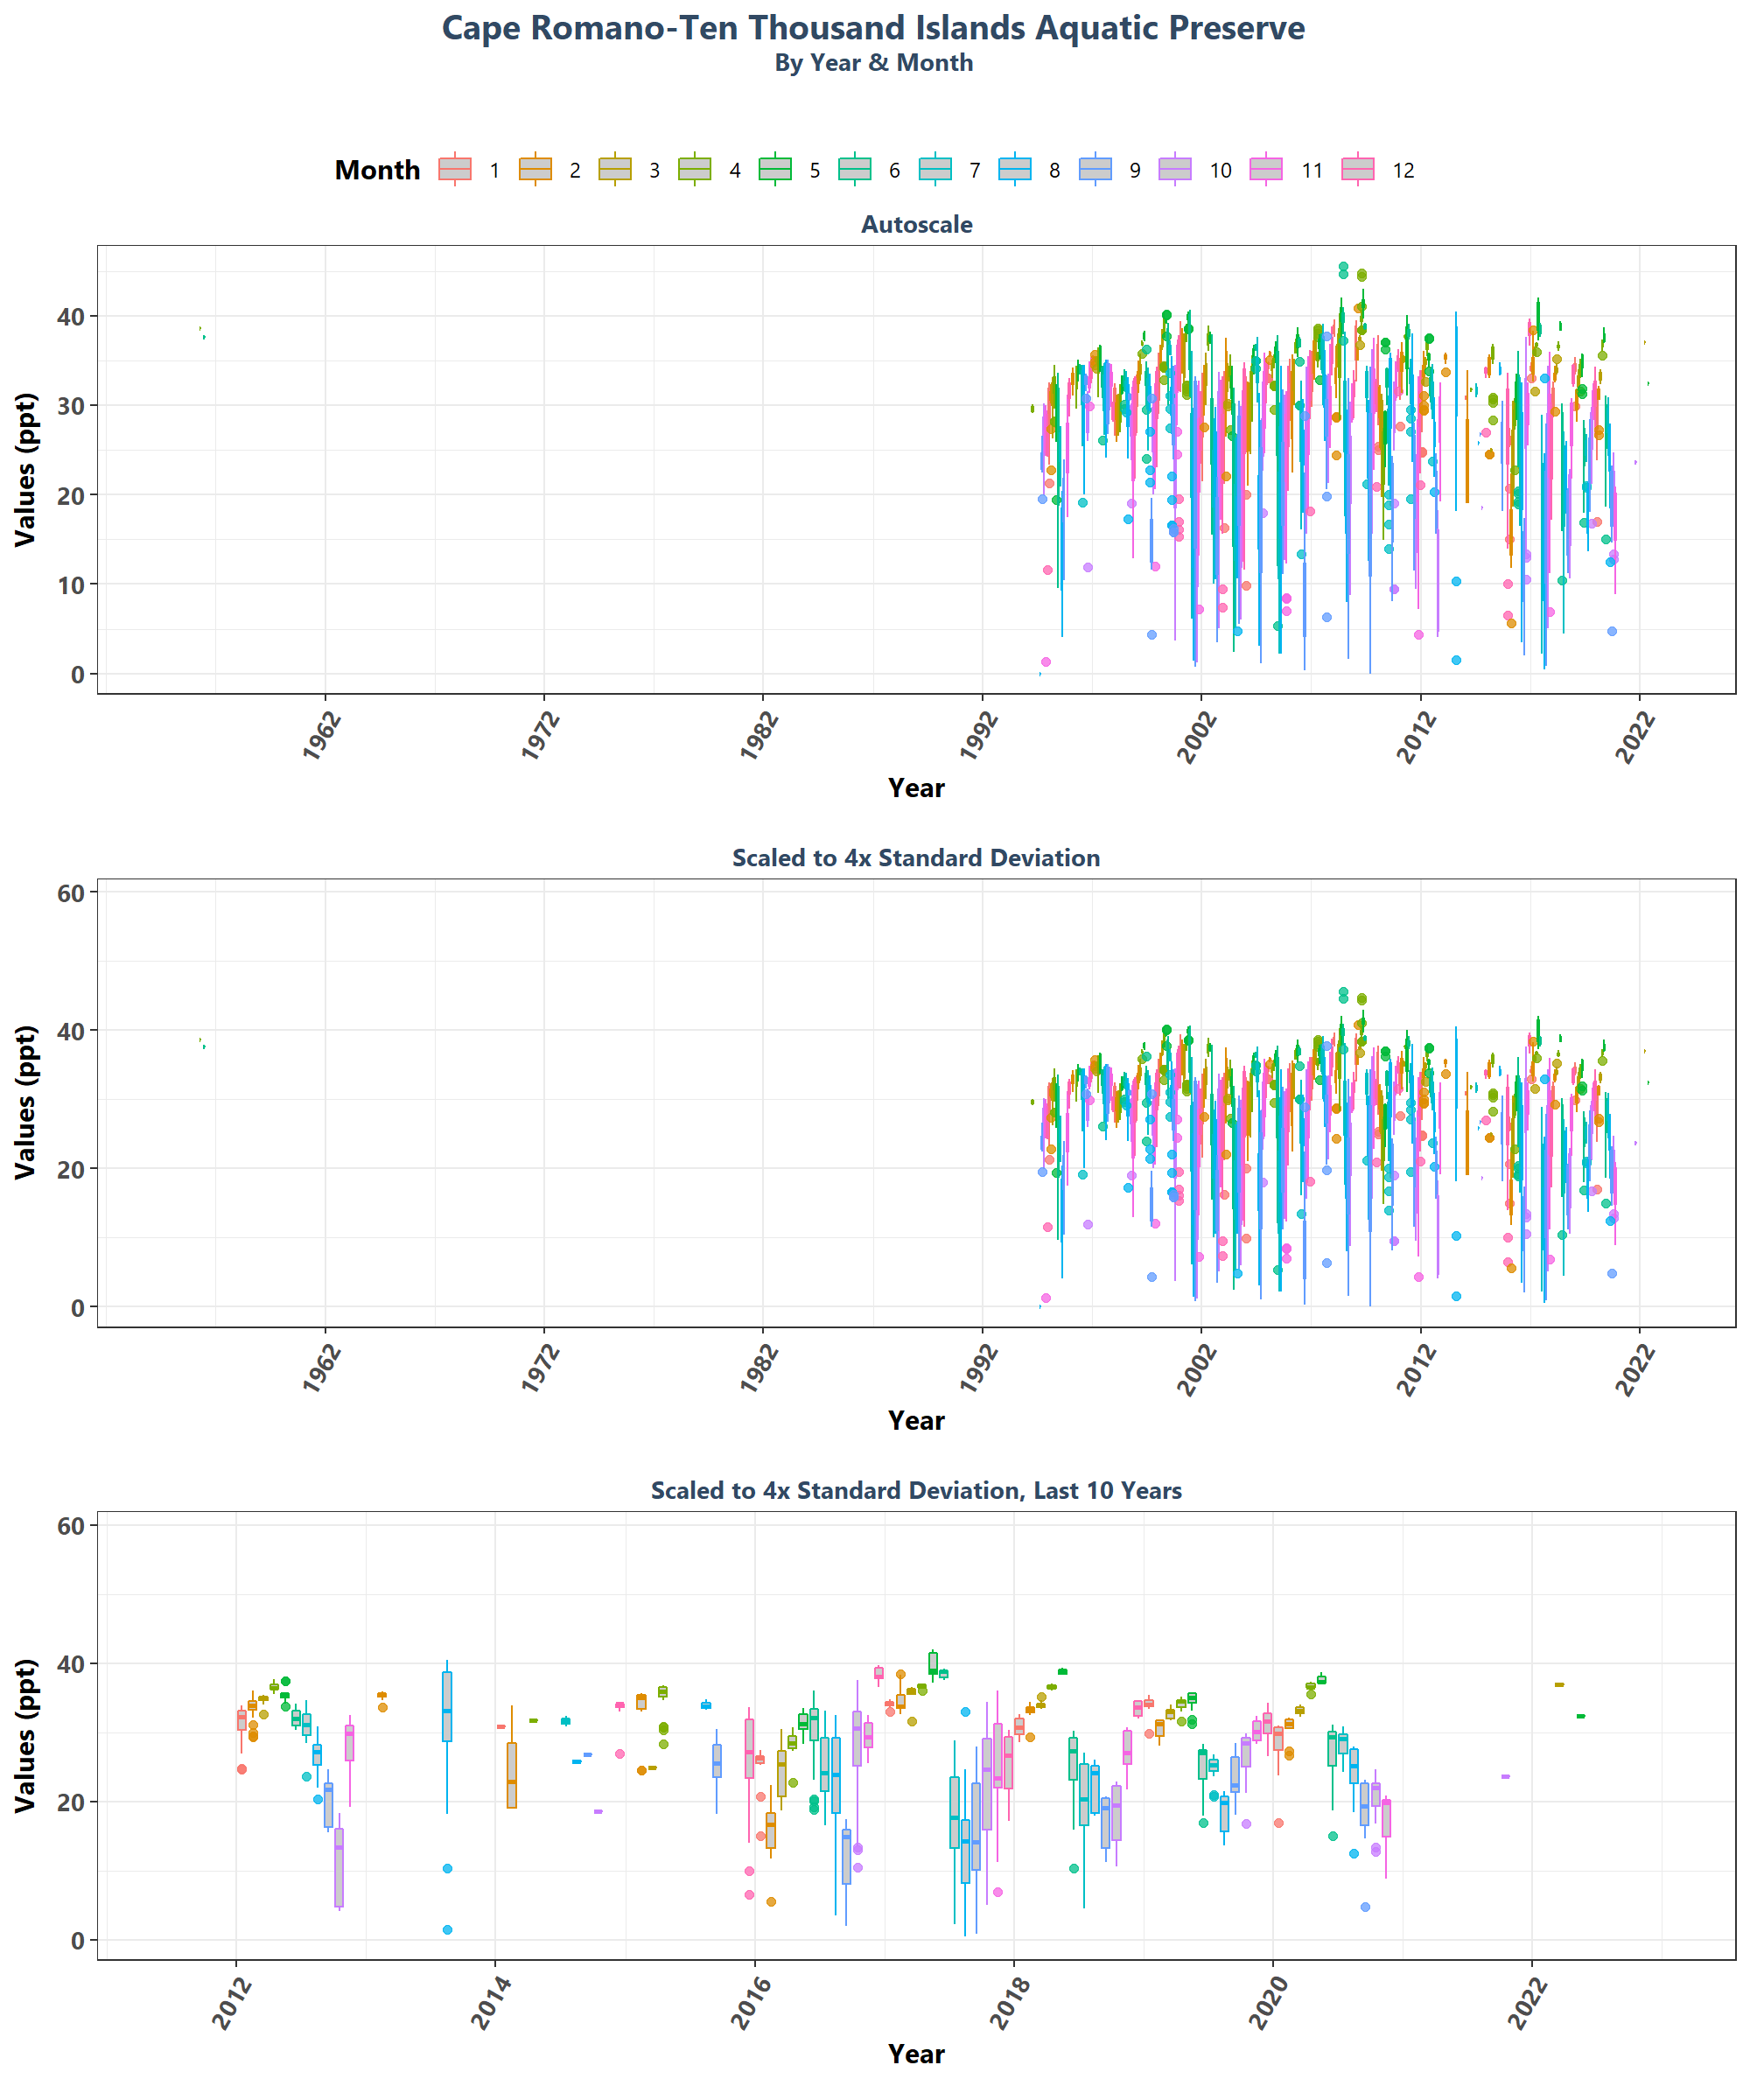 Cape Romano-Ten Thousand Islands Aquatic Preserve
By Year & Month
Month 1 2 3 4 5 6 7 8 9 10 11 12
Autoscale
Values (ppt)
40
30
20
10
0
1962 1972 1982 1992 2002 2012 2022
Year
Scaled to 4x Standard Deviation
Values (ppt)
60
40
20
0
1962 1972 1982 1992 2002 2012 2022
Year
Scaled to 4x Standard Deviation, Last 10 Years
Values (ppt)
60
40
20
0
2012 2014 2016 2018 2020 2022
Year